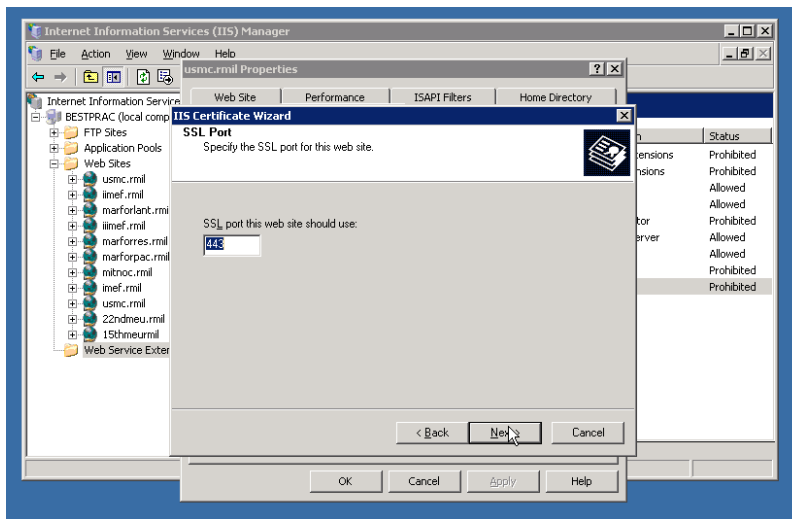 Internet Information Services (IIS) Manager
File Action View Window Help
usmc.rmil Properties
Web Site Performance ISAPI Filters Home Directory
Internet Information Service
BESTPRAC (local comp
FTP Sites
Application Pools
Web Sites
usmc.rmil
iimef.rmil
marforlant.rmi
iiimef.rmil
marforres.rmil
marforpac.rmil
mitnoc.rmil
imef.rmil
usmc.rmil
22ndmeu.rmil
15thmeurmil
Web Service Exter
IIS Certificate Wizard
SSL Port
Specify the SSL port for this web site.
SSL port this web site should use:
443
< Back Next > Cancel
OK Cancel Apply Help
n Status
tensions Prohibited
nsions Prohibited
Allowed
Allowed
tor Prohibited
erver Allowed
Allowed
Prohibited
Prohibited